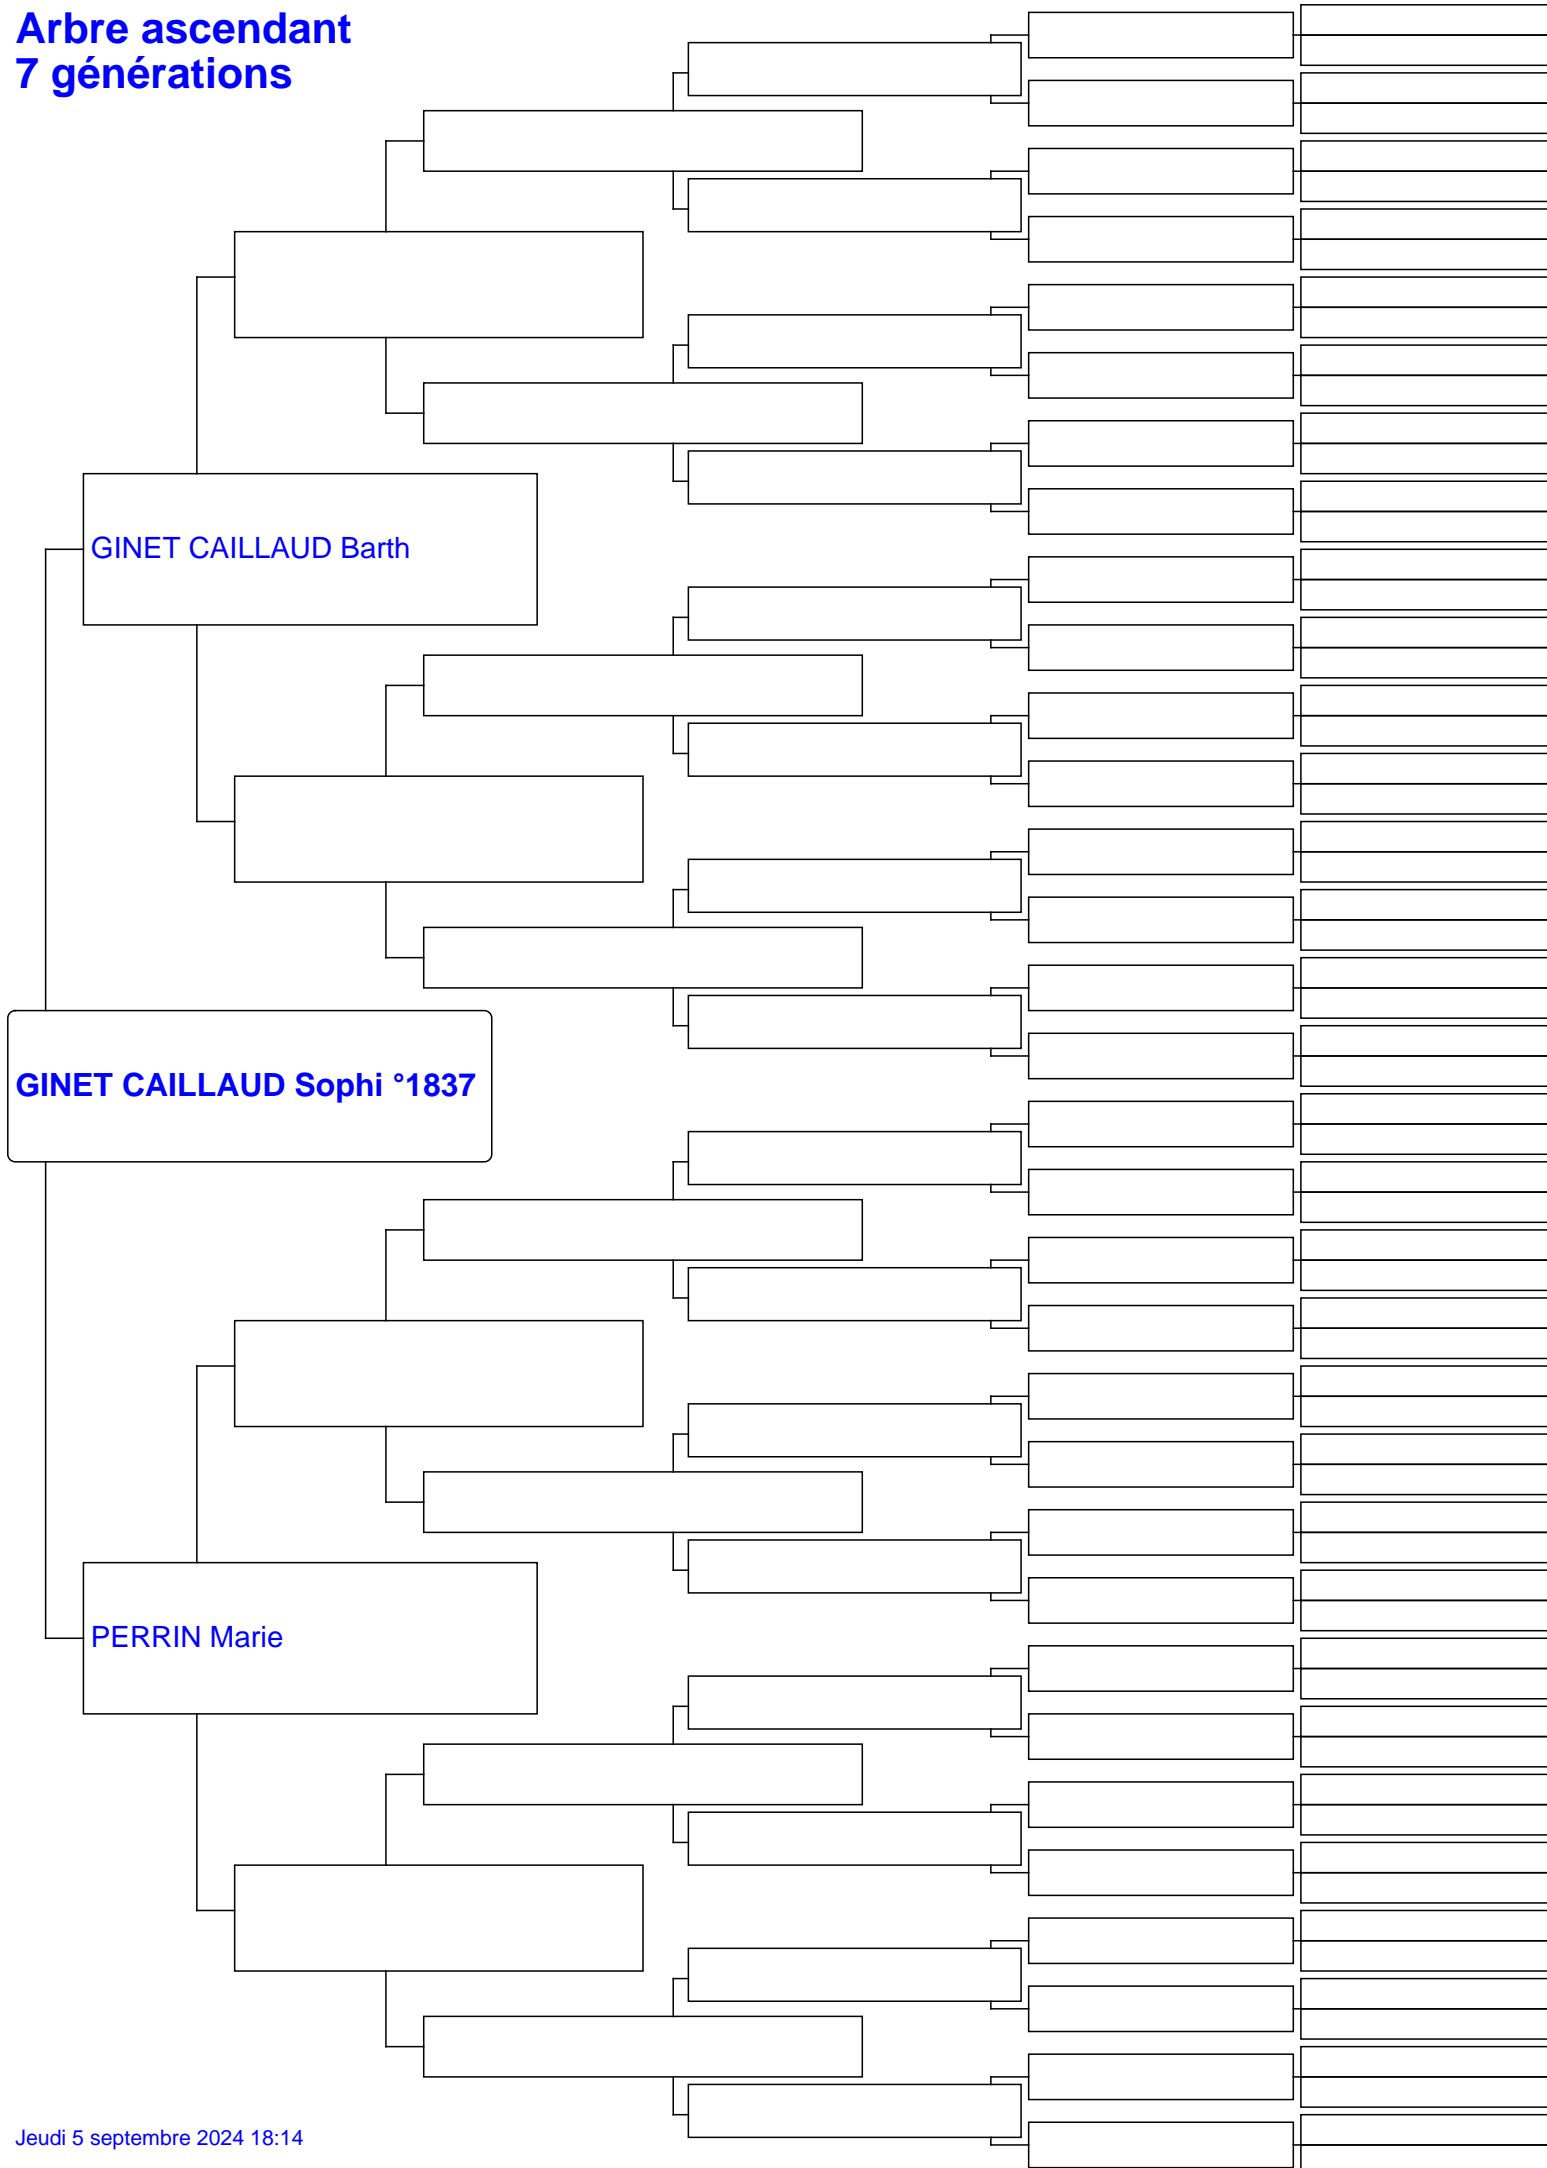 Arbre ascendant
7 générations
GINET CAILLAUD Barth
GINET CAILLAUD Sophi °1837
PERRIN Marie
Jeudi 5 septembre 2024 18:14